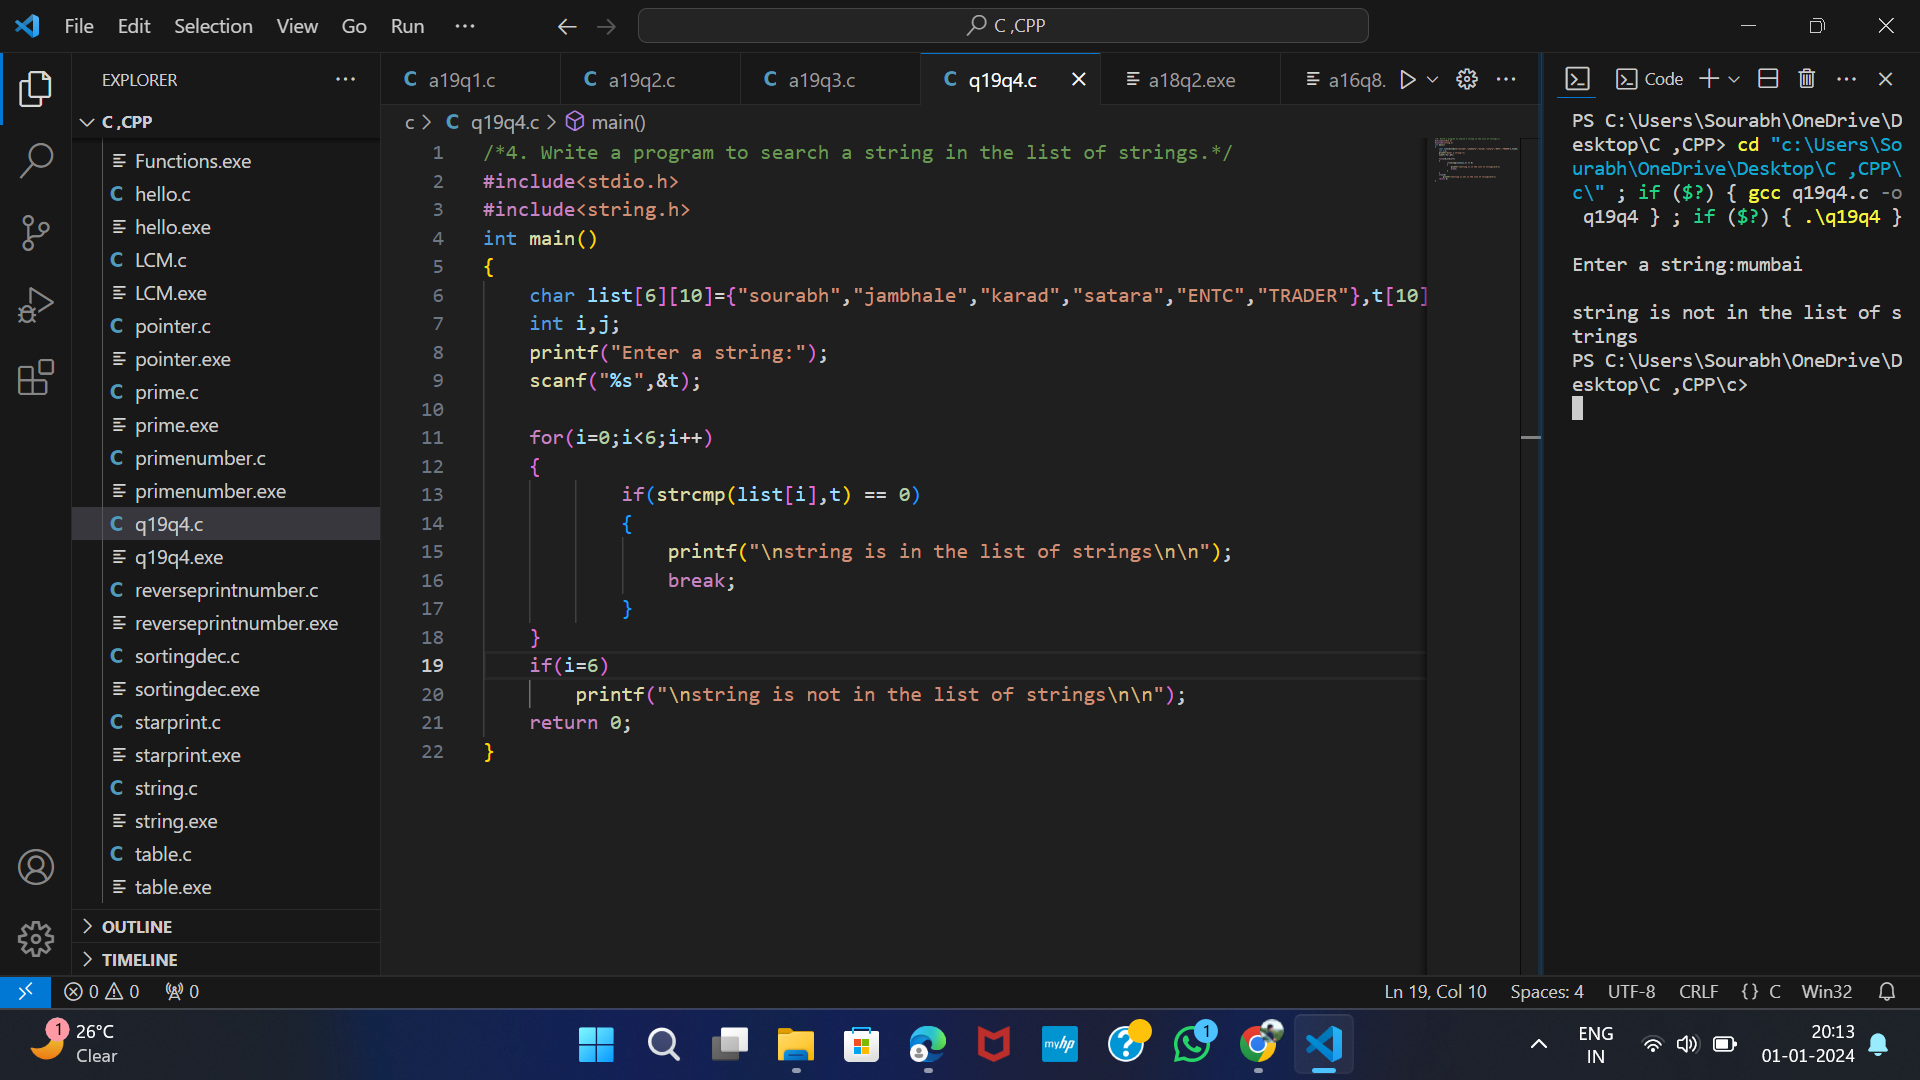 File Edit Selection View Go Run ···
C ,CPP
EXPLORER ···
C ,CPP
Functions.exe
C hello.c
hello.exe
C LCM.c
LCM.exe
C pointer.c
pointer.exe
C prime.c
prime.exe
C primenumber.c
primenumber.exe
C q19q4.c
q19q4.exe
C reverseprintnumber.c
reverseprintnumber.exe
C sortingdec.c
sortingdec.exe
C starprint.c
starprint.exe
C string.c
string.exe
C table.c
table.exe
OUTLINE
TIMELINE
C a19q1.c C a19q2.c C a19q3.c C q19q4.c a18q2.exe a16q8.
c > C q19q4.c > main()
1 /*4. Write a program to search a string in the list of strings.*/
2 #include<stdio.h>
3 #include<string.h>
4 int main()
5 {
6 char list[6][10]={"sourabh","jambhale","karad","satara","ENTC","TRADER"},t[10]
7 int i,j;
8 printf("Enter a string:");
9 scanf("%s",&t);
10
11 for(i=0;i<6;i++)
12 {
13 if(strcmp(list[i],t) == 0)
14 {
15 printf("\nstring is in the list of strings\n\n");
16 break;
17 }
18 }
19 if(i=6)
20 printf("\nstring is not in the list of strings\n\n");
21 return 0;
22 }
Code
PS C:\Users\Sourabh\OneDrive\D
esktop\C ,CPP> cd "c:\Users\So
urabh\OneDrive\Desktop\C ,CPP\
c\" ; if ($?) { gcc q19q4.c -o
q19q4 } ; if ($?) { .\q19q4 }
Enter a string:mumbai
string is not in the list of s
trings
PS C:\Users\Sourabh\OneDrive\D
esktop\C ,CPP\c>
0 0 0
Ln 19, Col 10 Spaces: 4 UTF-8 CRLF {} C Win32
1 26°C
Clear
myhp
?
1
ENG
IN
20:13
01-01-2024